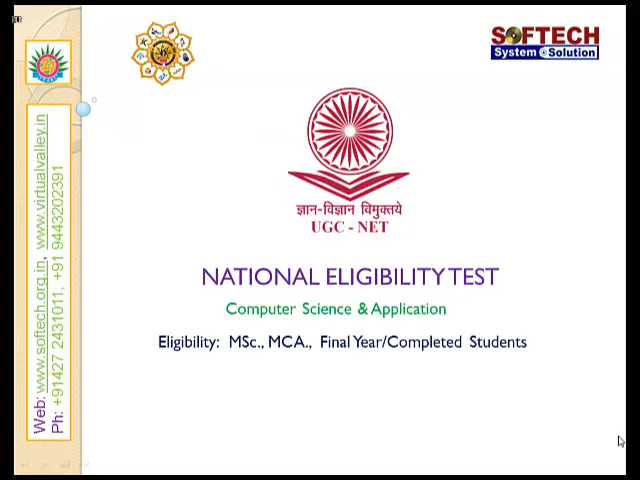 SOFTECH
System Solution
ज्ञान-विज्ञान विमुक्तये
UGC - NET
NATIONAL ELIGIBILITY TEST
Computer Science & Application
Eligibility: MSc., MCA., Final Year/Completed Students
Web: www.softech.org.in, www.virtualvalley.in
Ph: +91427 2431011, +91 9443202391